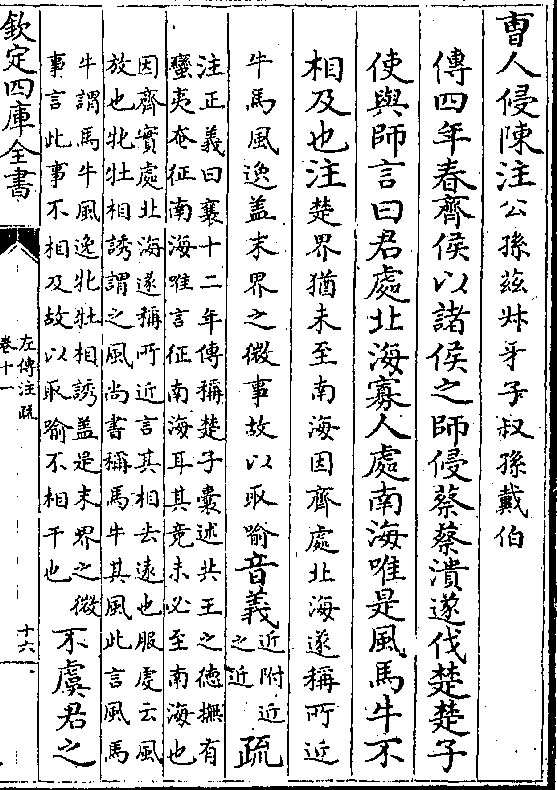 曹人侵陳注公孫茲叔牙子叔孫戴伯
傳四年春齊侯以諸侯之師侵蔡蔡潰遂伐楚楚子
使與師言曰君處北海寡人處南海唯是風馬牛不
相及也注楚界猶未至南海因齊處北海遂稱所近
牛馬風逸盖末界之微事故以取喻音義近附近
之近疏
注正義曰襄十二年傳稱楚子囊述共王之德撫有
蠻夷奄征南海唯言征南海耳其竟未必至南海也
因齊實處北海遂稱所近言其相去遠也服虔云風
放也牝牡相誘謂之風尚書稱馬牛其風此言風馬
牛謂馬牛風逸牝牡相誘盖是末界之微
事言此事不相及故以取喻不相干也不虞君之
欽定四庫全書
左傳注疏
卷十一
十六